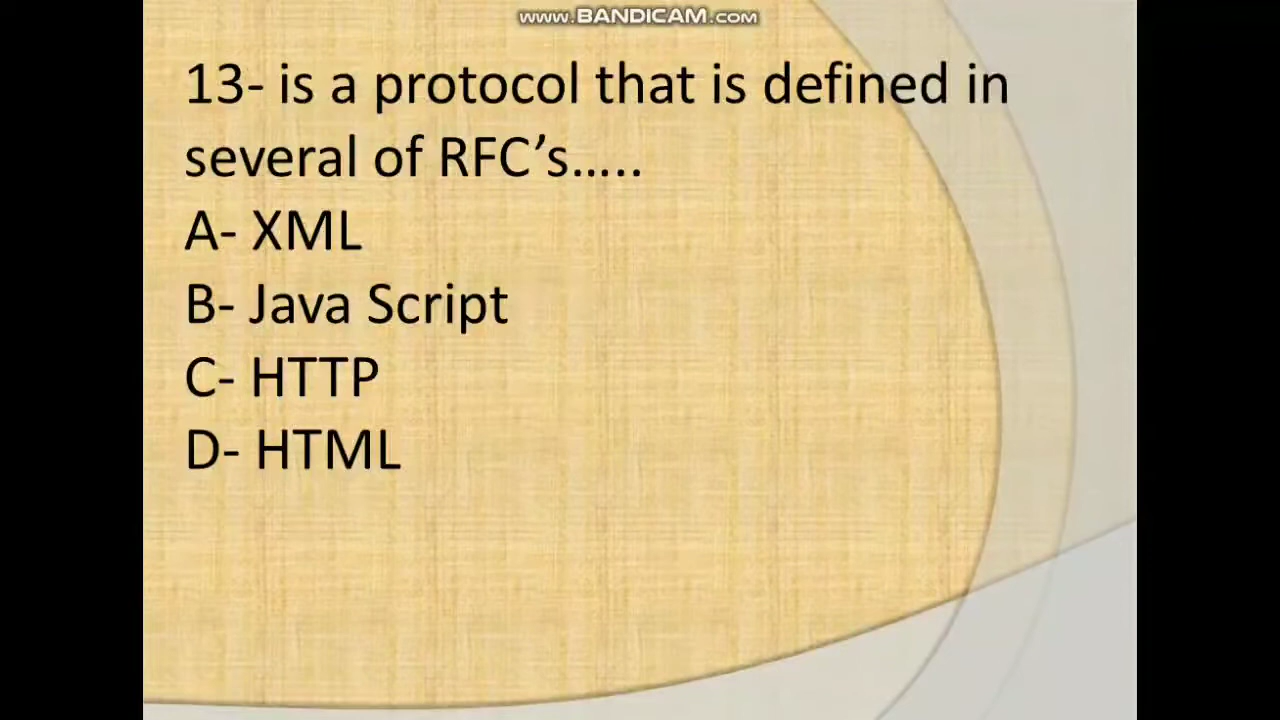 www.BANDICAM.com
13- is a protocol that is defined in
several of RFC’s…..
A- XML
B- Java Script
C- HTTP
D- HTML